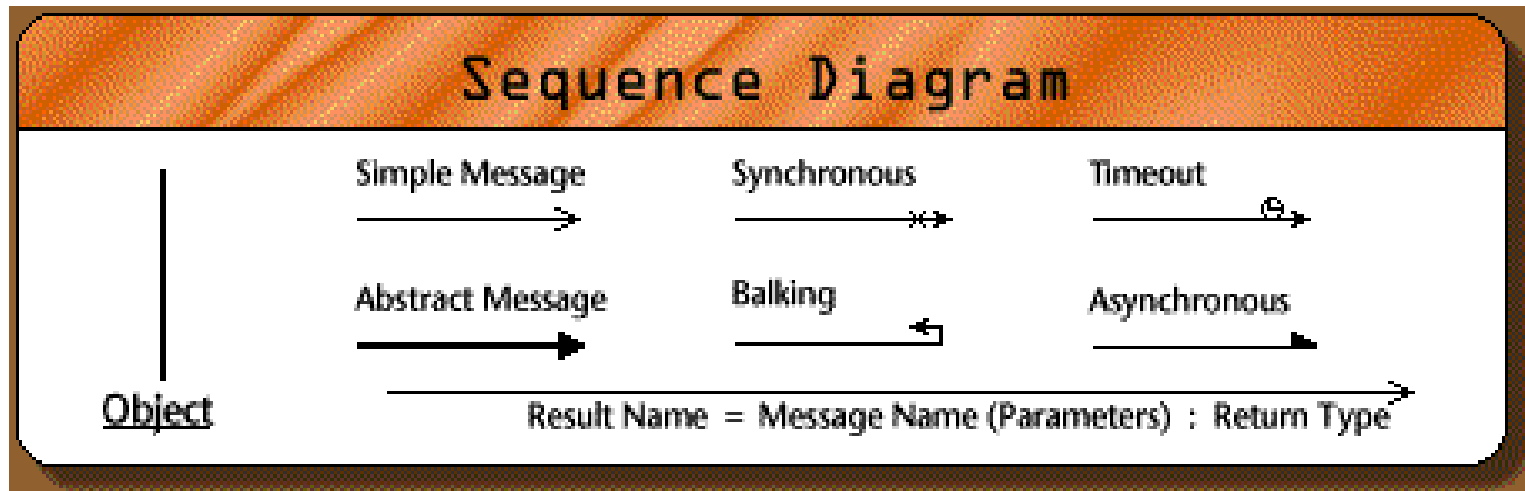 Sequence Diagram
Simple Message
Synchronous
Timeout
Abstract Message
Balking
Asynchronous
Object
Result Name = Message Name (Parameters) : Return Type